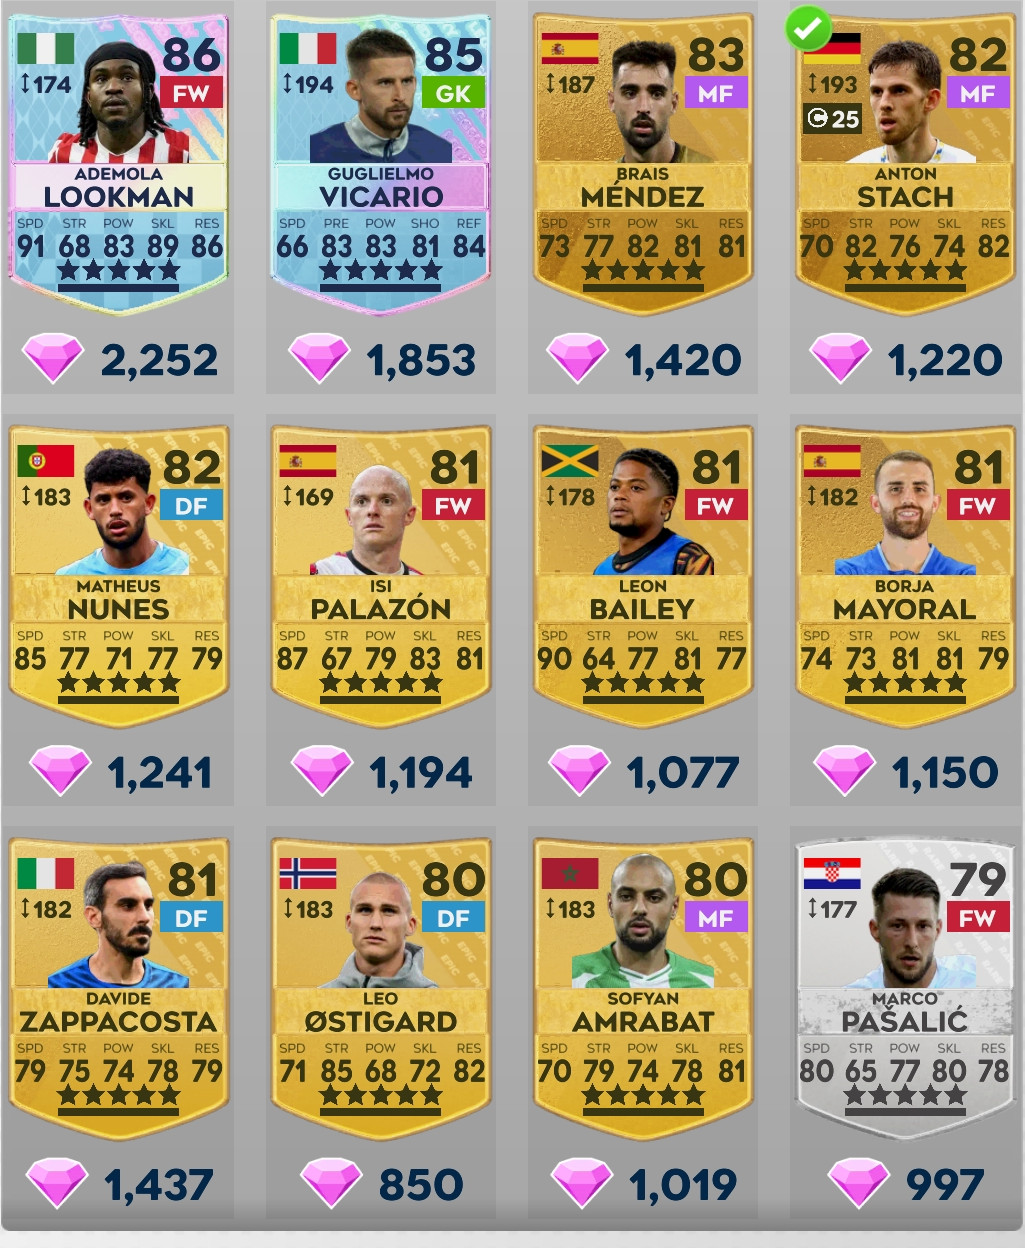 86
↕174
FW
ADEMOLA
LOOKMAN
SPD STR POW SKL RES
91 68 83 89 86
2,252
85
↕194
GK
GUGLIELMO
VICARIO
SPD PRE POW SHO REF
66 83 83 81 84
1,853
83
↕187
MF
BRAIS
MÉNDEZ
SPD STR POW SKL RES
73 77 82 81 81
1,420
82
↕193
MF
©25
ANTON
STACH
SPD STR POW SKL RES
70 82 76 74 82
1,220
82
↕183
DF
EPIC
MATHEUS
NUNES
SPD STR POW SKL RES
85 77 71 77 79
1,241
81
↕169
FW
EPIC
ISI
PALAZÓN
SPD STR POW SKL RES
87 67 79 83 81
1,194
81
↕178
FW
EPIC
LEON
BAILEY
SPD STR POW SKL RES
90 64 77 81 77
1,077
81
↕182
FW
EPIC
BORJA
MAYORAL
SPD STR POW SKL RES
74 73 81 81 79
1,150
81
↕182
DF
EPIC
DAVIDE
ZAPPACOSTA
SPD STR POW SKL RES
79 75 74 78 79
1,437
80
↕183
DF
EPIC
LEO
ØSTIGARD
SPD STR POW SKL RES
71 85 68 72 82
850
80
↕183
MF
EPIC
SOFYAN
AMRABAT
SPD STR POW SKL RES
70 79 74 78 81
1,019
79
↕177
FW
RARE
MARCO
PAŠALIĆ
SPD STR POW SKL RES
80 65 77 80 78
997